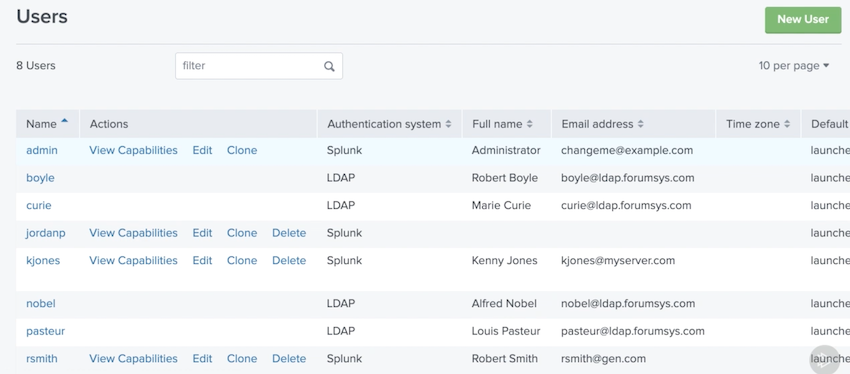 Users
New User
8 Users
filter
10 per page
Name Actions Authentication system Full name Email address Time zone Default
admin View Capabilities Edit Clone Splunk Administrator changeme@example.com launche
boyle LDAP Robert Boyle boyle@ldap.forumsys.com launche
curie LDAP Marie Curie curie@ldap.forumsys.com launche
jordanp View Capabilities Edit Clone Delete Splunk launche
kjones View Capabilities Edit Clone Delete Splunk Kenny Jones kjones@myserver.com launche
nobel LDAP Alfred Nobel nobel@ldap.forumsys.com launche
pasteur LDAP Louis Pasteur pasteur@ldap.forumsys.com launche
rsmith View Capabilities Edit Clone Delete Splunk Robert Smith rsmith@gen.com launche